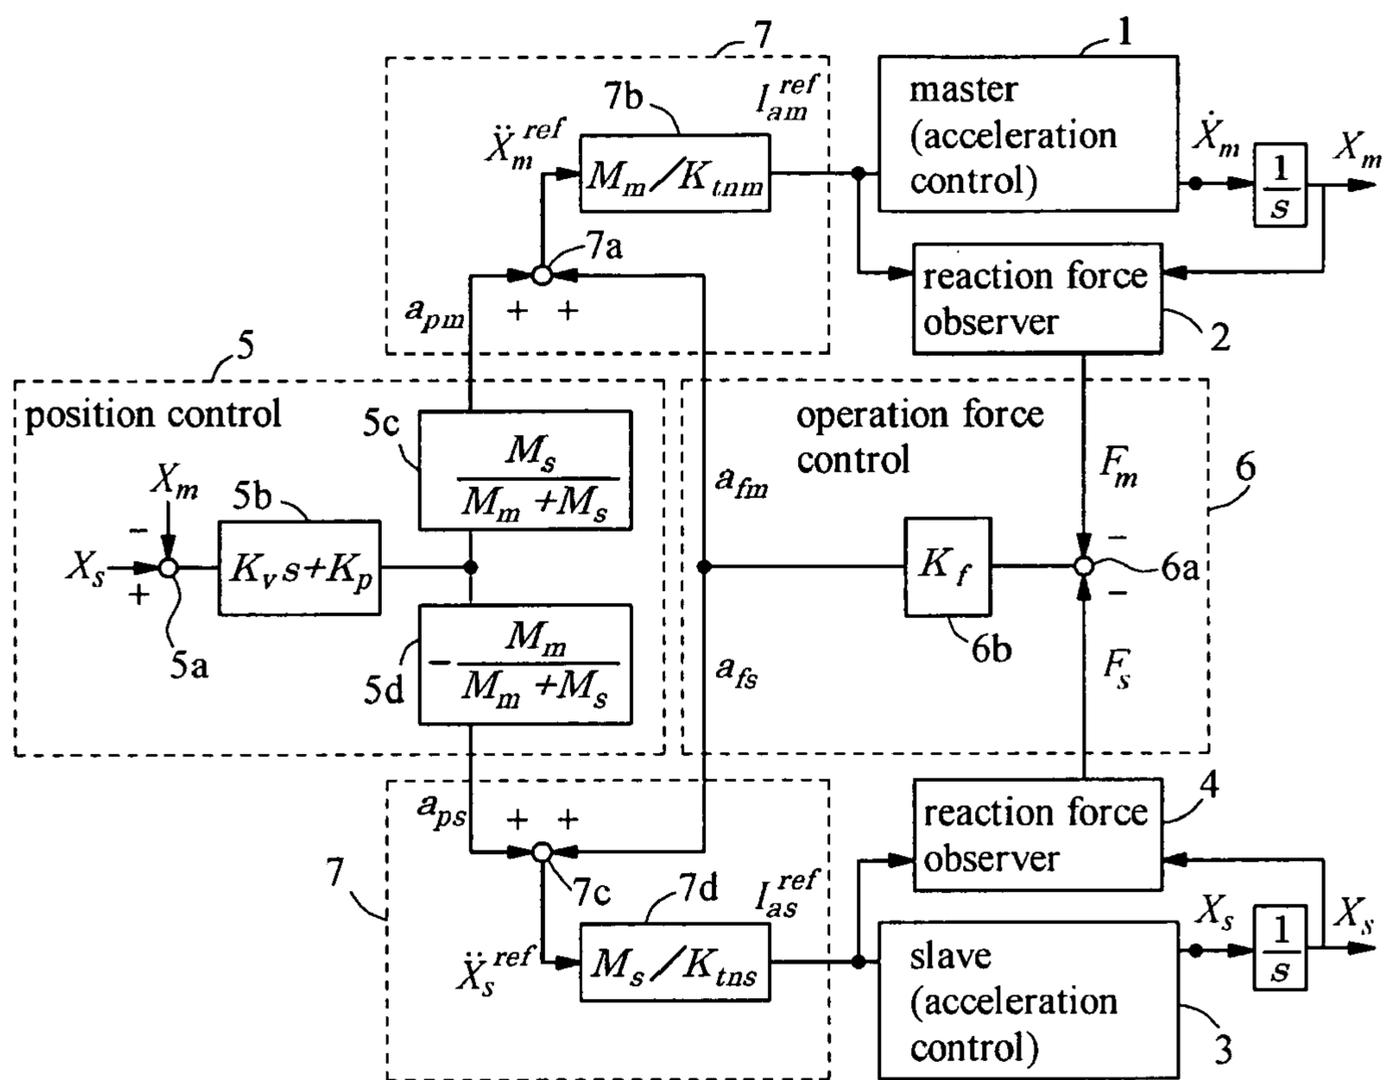 7
1
7b
I_am^ref
master
(acceleration
control)
Ẍ_m^ref
M_m/K_tnm
Ẋ_m
1/s
X_m
7a
a_pm
+ +
reaction force
observer
2
5
position control
5c
M_s
M_m +M_s
operation force
control
F_m
6
X_m
5b
a_fm
−
X_s
+
K_v s+K_p
K_f
−
6a
−
5a
5d
− M_m
M_m +M_s
a_fs
6b
F_s
a_ps
+ +
reaction force
observer
4
7
7c
7d
I_as^ref
X_s
1/s
X_s
Ẍ_s^ref
M_s/K_tns
slave
(acceleration
control)
3